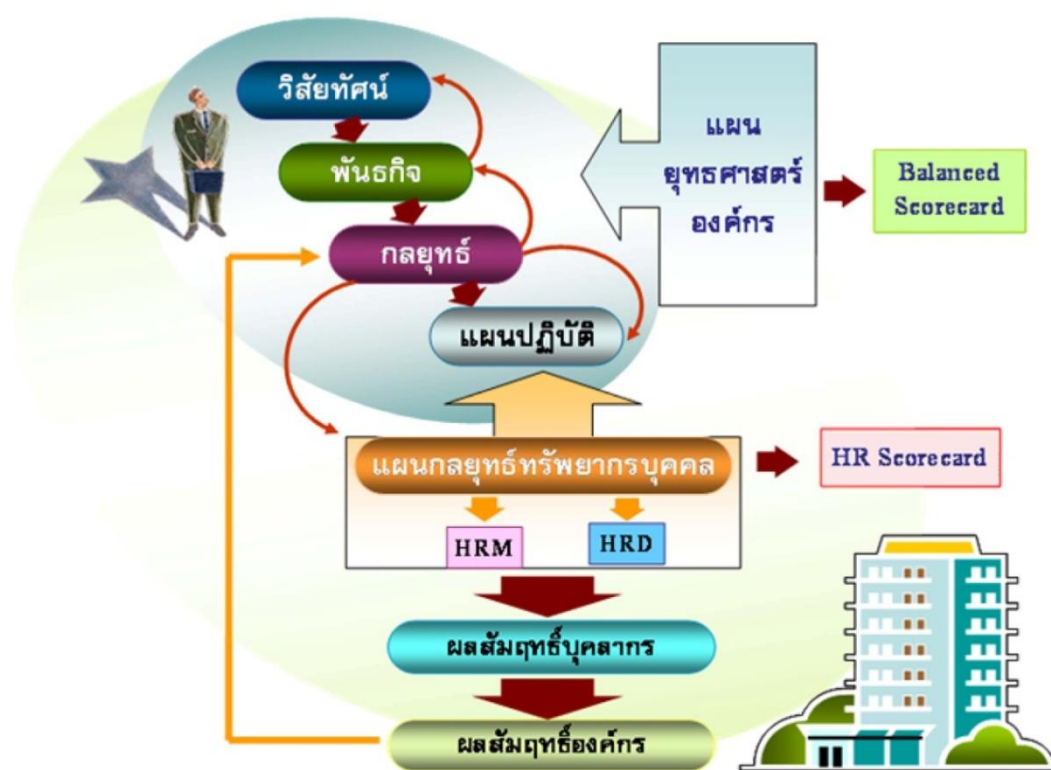 วิสัยทัศน์
พันธกิจ
กลยุทธ์
แผนปฏิบัติ
แผน
ยุทธศาสตร์
องค์กร
Balanced
Scorecard
แผนกลยุทธ์ทรัพยากรบุคคล
HR Scorecard
HRM
HRD
ผลสัมฤทธิ์บุคลากร
ผลสัมฤทธิ์องค์กร